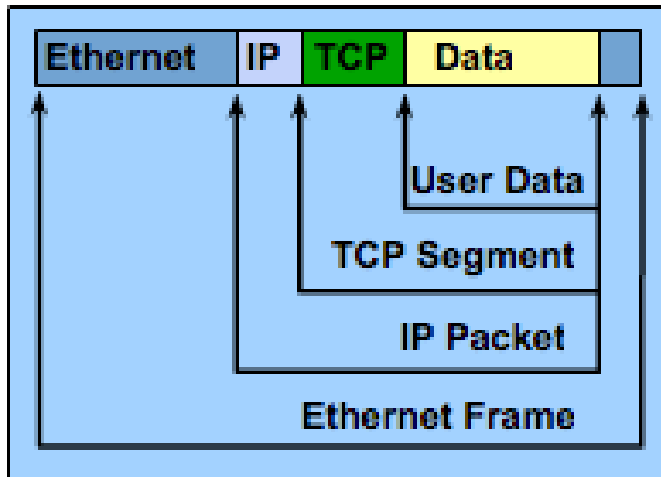 Ethernet IP TCP Data
User Data
TCP Segment
IP Packet
Ethernet Frame